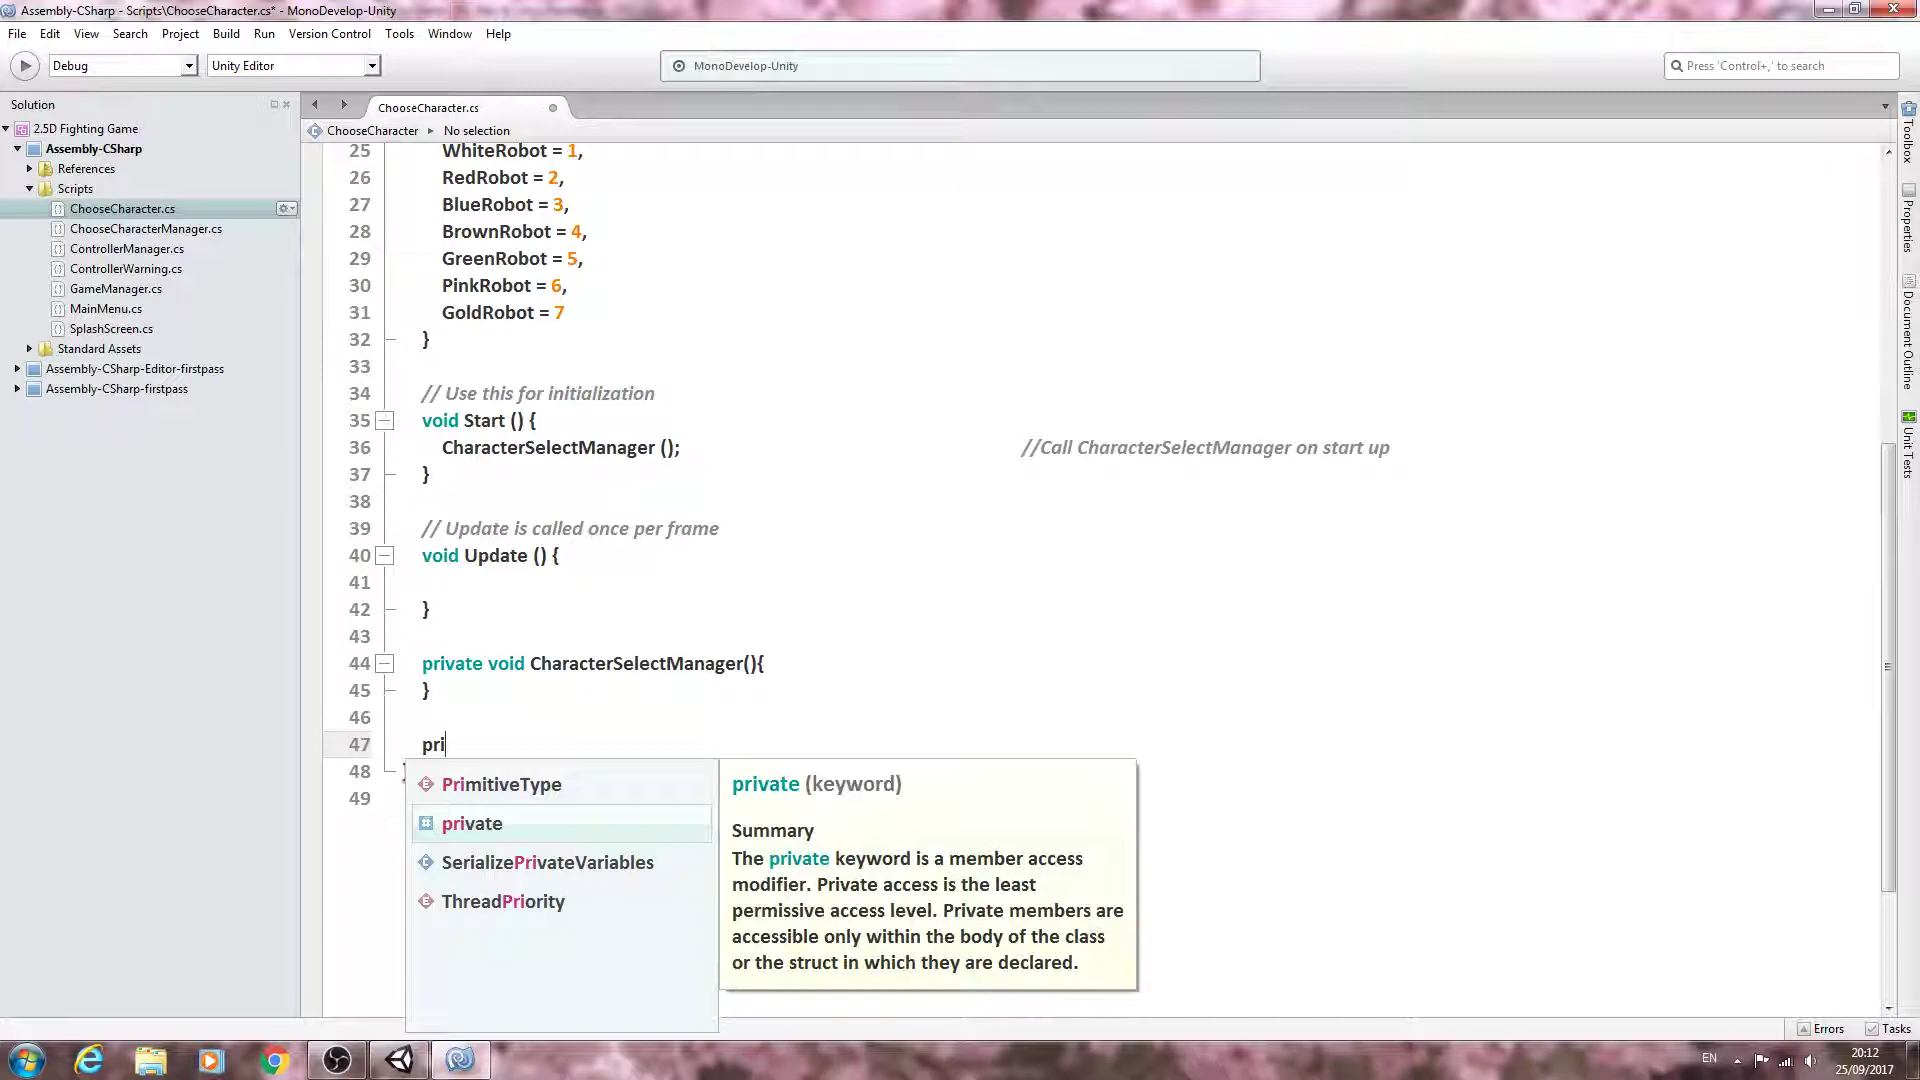 Assembly-CSharp - Scripts\ChooseCharacter.cs* - MonoDevelop-Unity
File Edit View Search Project Build Run Version Control Tools Window Help
Debug Unity Editor MonoDevelop-Unity Press 'Control+,' to search
Solution
2.5D Fighting Game
Assembly-CSharp
References
Scripts
ChooseCharacter.cs
ChooseCharacterManager.cs
ControllerManager.cs
ControllerWarning.cs
GameManager.cs
MainMenu.cs
SplashScreen.cs
Standard Assets
Assembly-CSharp-Editor-firstpass
Assembly-CSharp-firstpass
ChooseCharacter.cs
ChooseCharacter No selection
25 WhiteRobot = 1,
26 RedRobot = 2,
27 BlueRobot = 3,
28 BrownRobot = 4,
29 GreenRobot = 5,
30 PinkRobot = 6,
31 GoldRobot = 7
32 }
33
34 // Use this for initialization
35 void Start () {
36 CharacterSelectManager (); //Call CharacterSelectManager on start up
37 }
38
39 // Update is called once per frame
40 void Update () {
41
42 }
43
44 private void CharacterSelectManager(){
45 }
46
47 pri
48
49
PrimitiveType
private
SerializePrivateVariables
ThreadPriority
private (keyword)
Summary
The private keyword is a member access
modifier. Private access is the least
permissive access level. Private members are
accessible only within the body of the class
or the struct in which they are declared.
Toolbox
Properties
Document Outline
Unit Tests
Errors Tasks
EN
20:12
25/09/2017